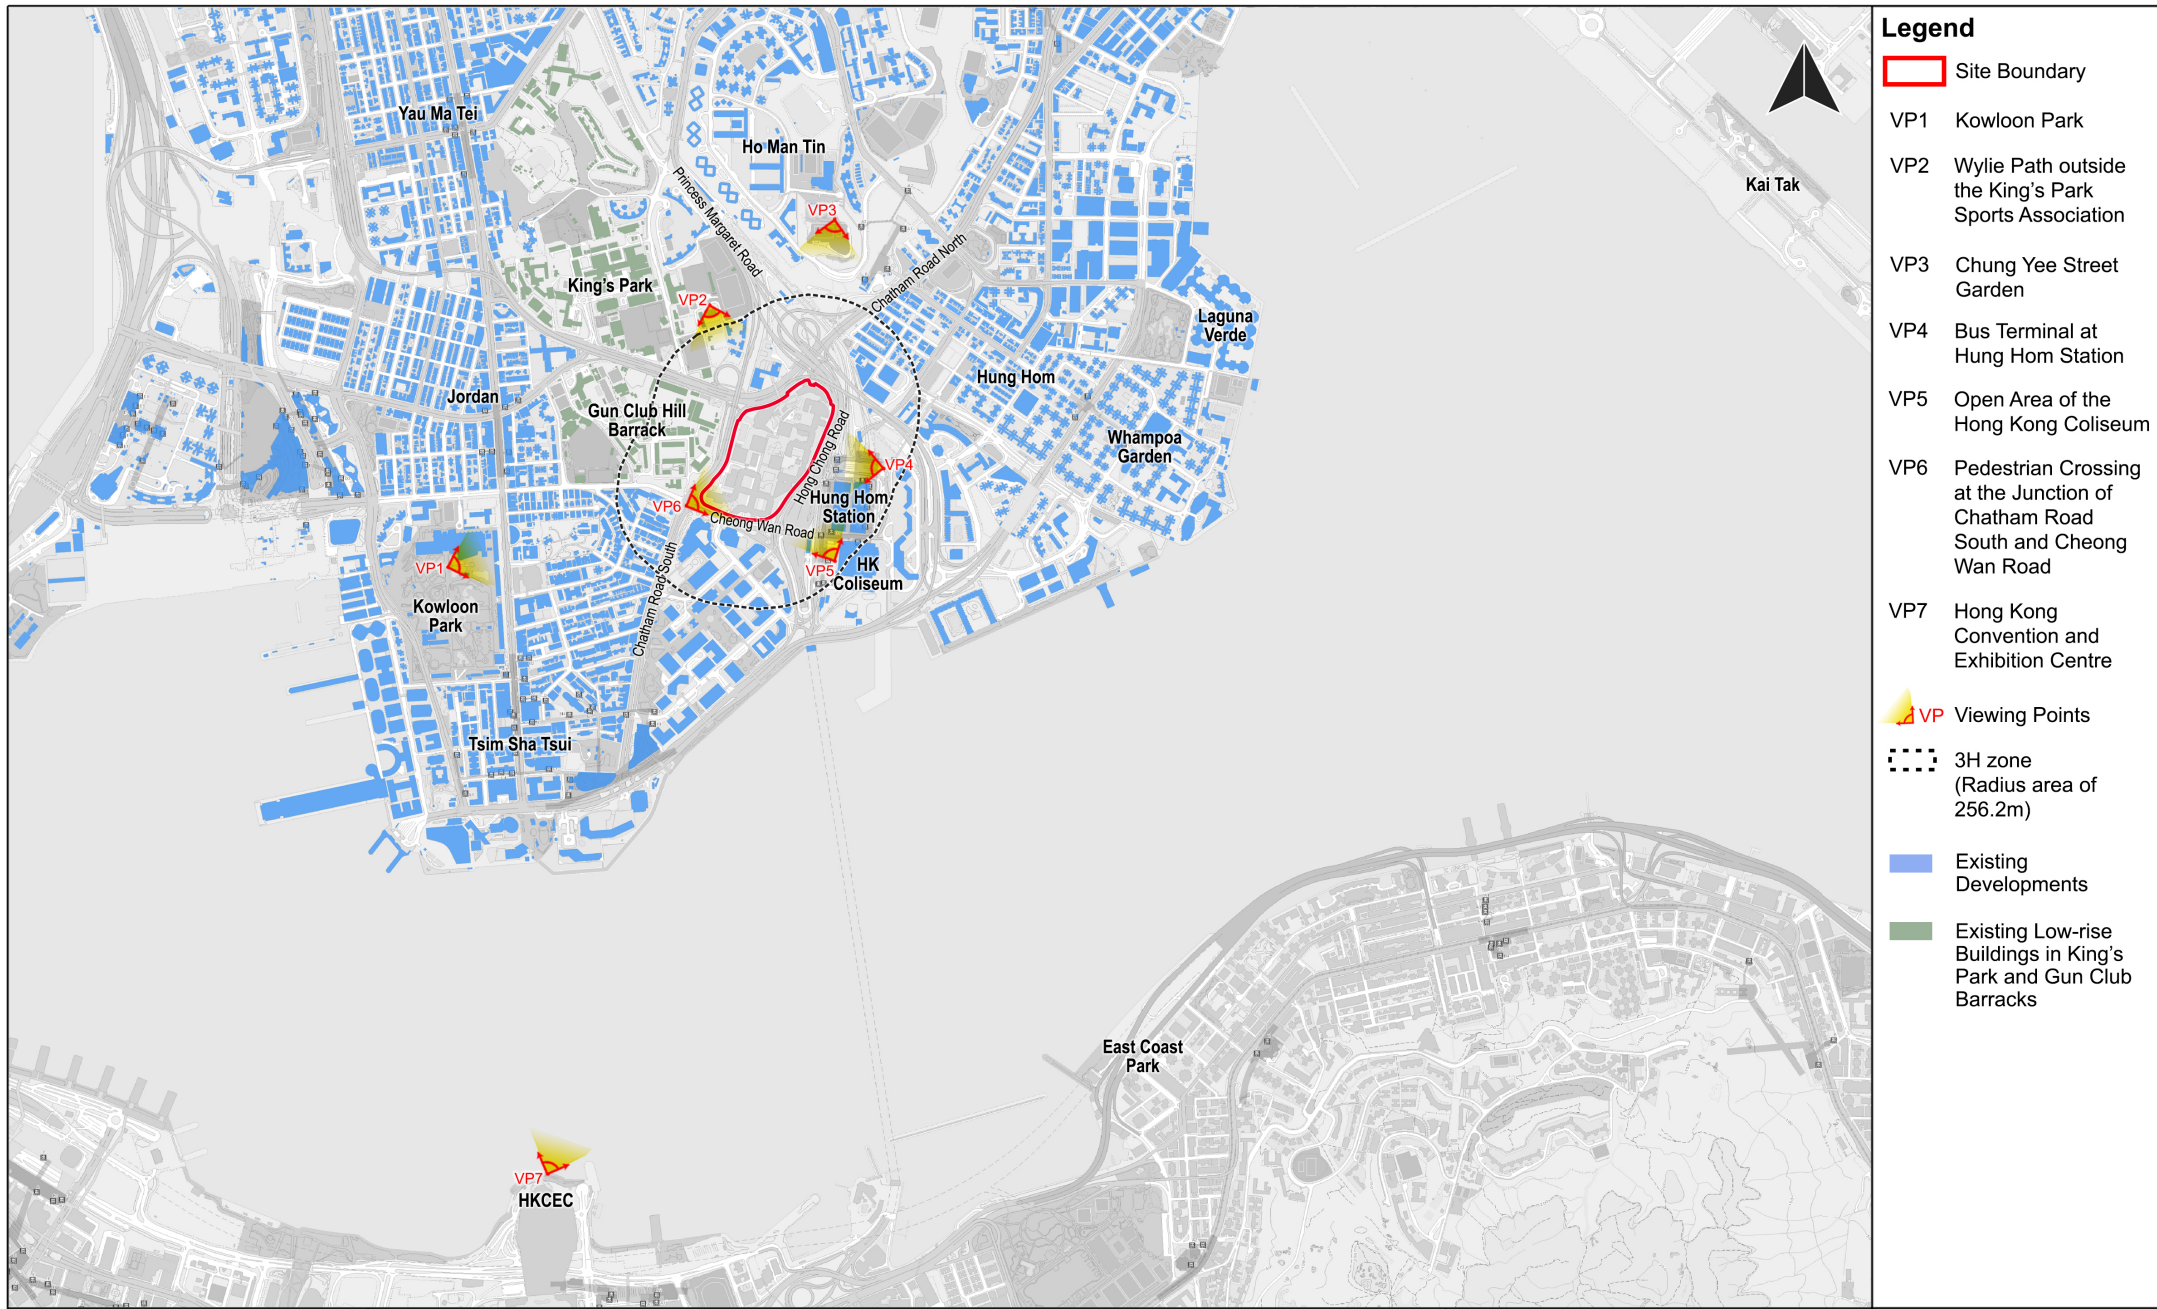 Yau Ma Tei
Ho Man Tin
Princess Margaret Road
VP3
Kai Tak
Chatham Road North
King's Park
VP2
Laguna
Verde
Hung Hom
Jordan
Gun Club Hill
Barrack
Hong Chong Road
Whampoa
Garden
VP4
Hung Hom
Station
VP6
Cheong Wan Road
VP1
VP5
HK
Coliseum
Kowloon
Park
Chatham Road South
Tsim Sha Tsui
East Coast
Park
VP7
HKCEC
Legend
Site Boundary
VP1 Kowloon Park
VP2 Wylie Path outside
the King's Park
Sports Association
VP3 Chung Yee Street
Garden
VP4 Bus Terminal at
Hung Hom Station
VP5 Open Area of the
Hong Kong Coliseum
VP6 Pedestrian Crossing
at the Junction of
Chatham Road
South and Cheong
Wan Road
VP7 Hong Kong
Convention and
Exhibition Centre
VP Viewing Points
3H zone
(Radius area of
256.2m)
Existing
Developments
Existing Low-rise
Buildings in King's
Park and Gun Club
Barracks